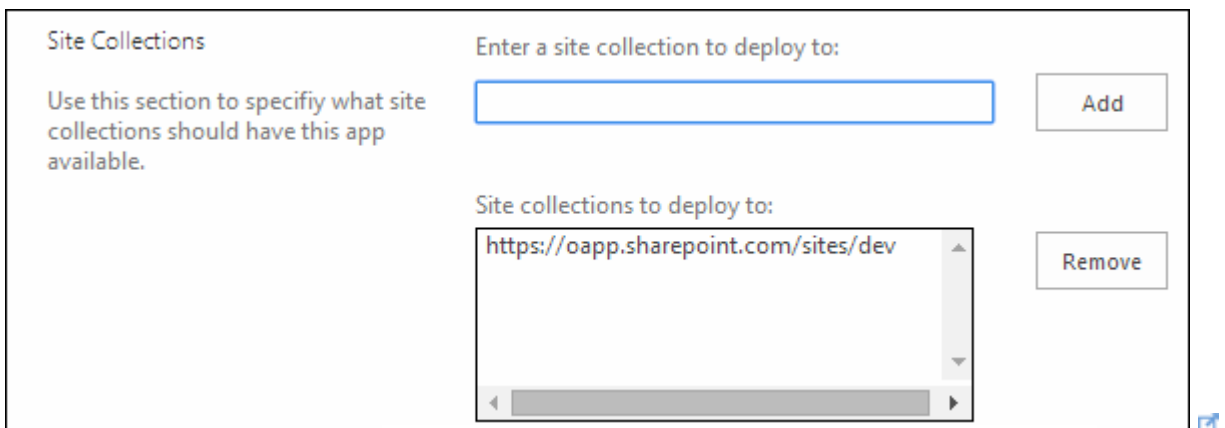 Site Collections
Use this section to specifiy what site
collections should have this app
available.
Enter a site collection to deploy to:
Add
Site collections to deploy to:
https://oapp.sharepoint.com/sites/dev
Remove